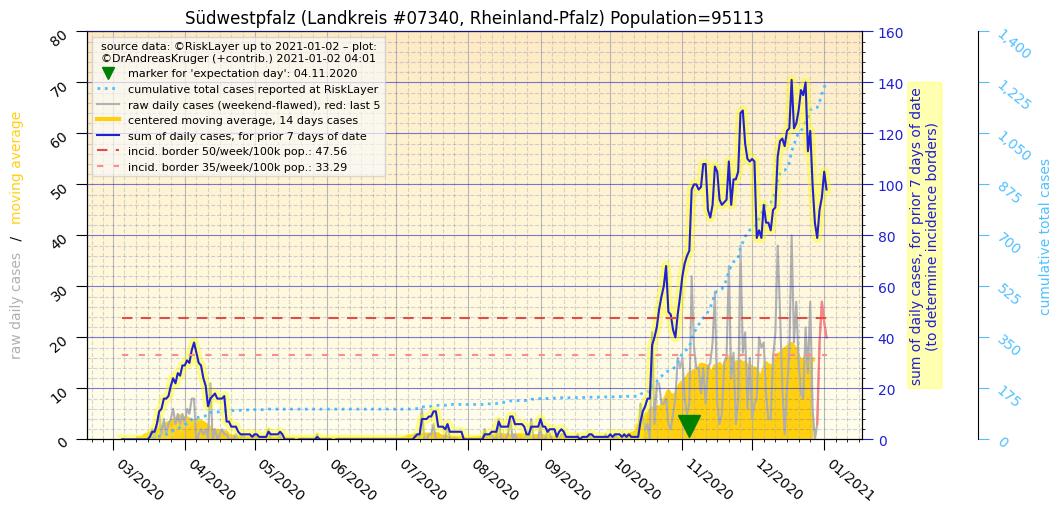 Südwestpfalz (Landkreis #07340, Rheinland-Pfalz) Population=95113
source data: ©RiskLayer up to 2021-01-02 – plot:
©DrAndreasKruger (+contrib.) 2021-01-02 04:01
marker for 'expectation day': 04.11.2020
cumulative total cases reported at RiskLayer
raw daily cases (weekend-flawed), red: last 5
centered moving average, 14 days cases
sum of daily cases, for prior 7 days of date
incid. border 50/week/100k pop.: 47.56
incid. border 35/week/100k pop.: 33.29
raw daily cases / moving average
80
70
60
50
40
30
20
10
0
03/2020
04/2020
05/2020
06/2020
07/2020
08/2020
09/2020
10/2020
11/2020
12/2020
01/2021
160
140
120
100
80
60
40
20
0
sum of daily cases, for prior 7 days of date
(to determine incidence borders)
1,400
1,225
1,050
875
700
525
350
175
0
cumulative total cases